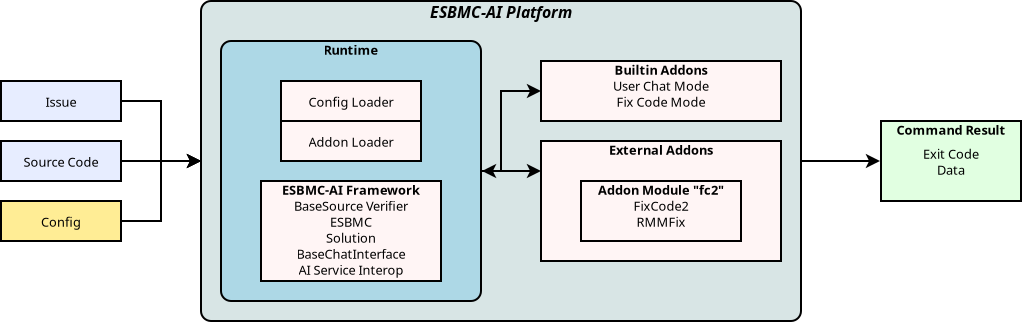 ESBMC-AI Platform
Issue
Source Code
Config
Runtime
Config Loader
Addon Loader
ESBMC-AI Framework
BaseSource Verifier
ESBMC
Solution
BaseChatInterface
AI Service Interop
Builtin Addons
User Chat Mode
Fix Code Mode
External Addons
Addon Module "fc2"
FixCode2
RMMFix
Command Result
Exit Code
Data